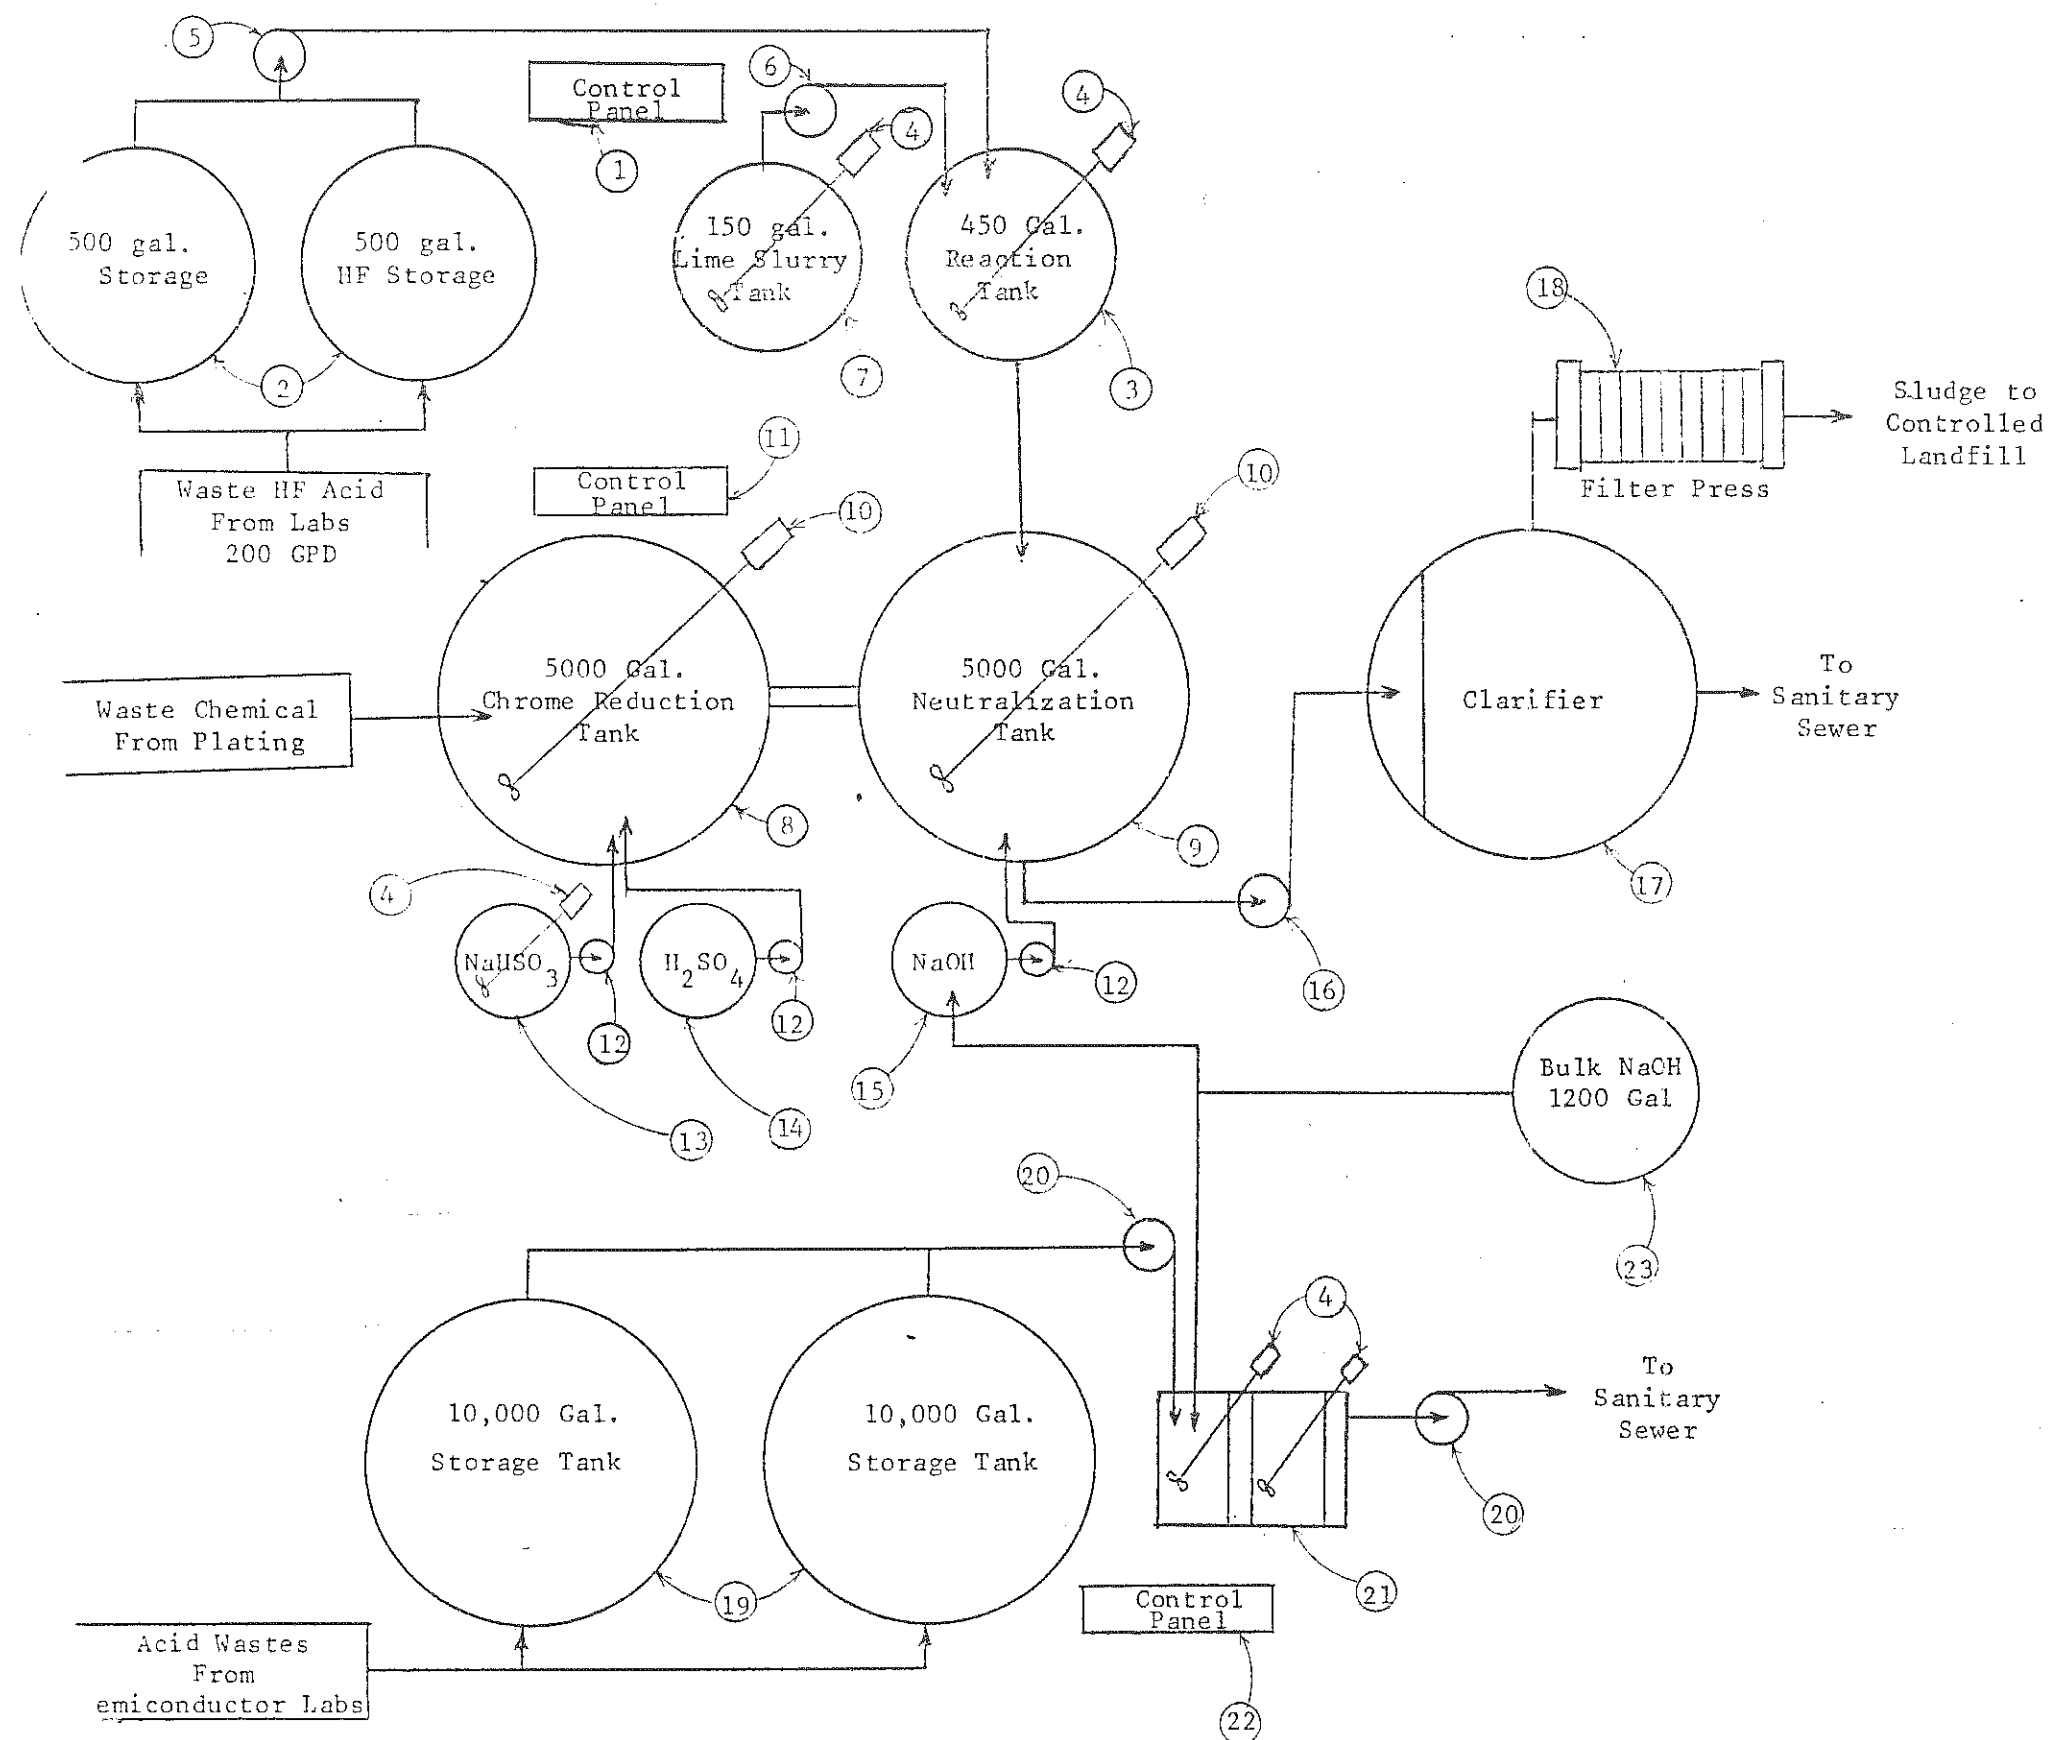 5
6
4
Control
Panel
1
4
500 gal.
Storage
500 gal.
HF Storage
150 gal.
Lime Slurry
Tank
450 Gal.
Reaction
Tank
2
7
3
18
Sludge to
Controlled
Landfill
Filter Press
Waste HF Acid
From Labs
200 GPD
11
Control
Panel
10
10
Waste Chemical
From Plating
5000 Gal.
Chrome Reduction
Tank
5000 Gal.
Neutralization
Tank
Clarifier
To
Sanitary
Sewer
8
9
17
4
NaHSO3
H2SO4
NaOH
12
12
12
16
13
14
15
Bulk NaOH
1200 Gal
23
20
4
10,000 Gal.
Storage Tank
10,000 Gal.
Storage Tank
To
Sanitary
Sewer
20
21
19
Control
Panel
22
Acid Wastes
From
emiconductor Labs